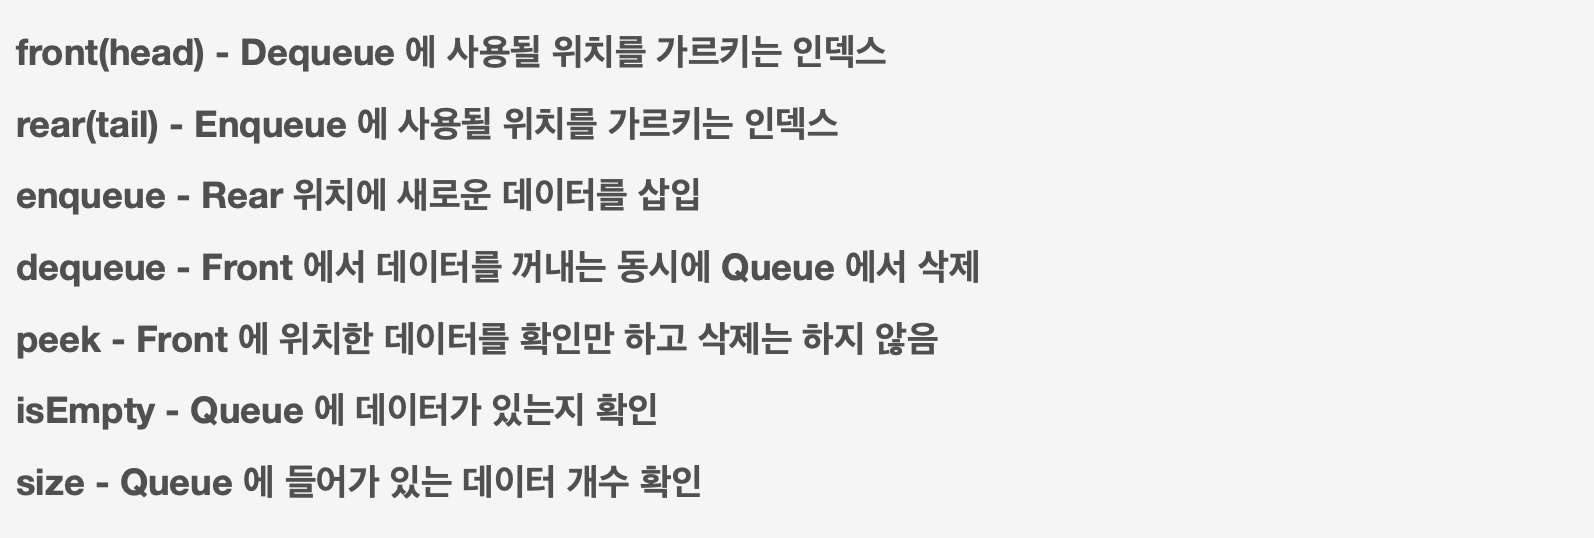 front(head) - Dequeue 에 사용될 위치를 가르키는 인덱스
rear(tail) - Enqueue 에 사용될 위치를 가르키는 인덱스
enqueue - Rear 위치에 새로운 데이터를 삽입
dequeue - Front 에서 데이터를 꺼내는 동시에 Queue 에서 삭제
peek - Front 에 위치한 데이터를 확인만 하고 삭제는 하지 않음
isEmpty - Queue 에 데이터가 있는지 확인
size - Queue 에 들어가 있는 데이터 개수 확인